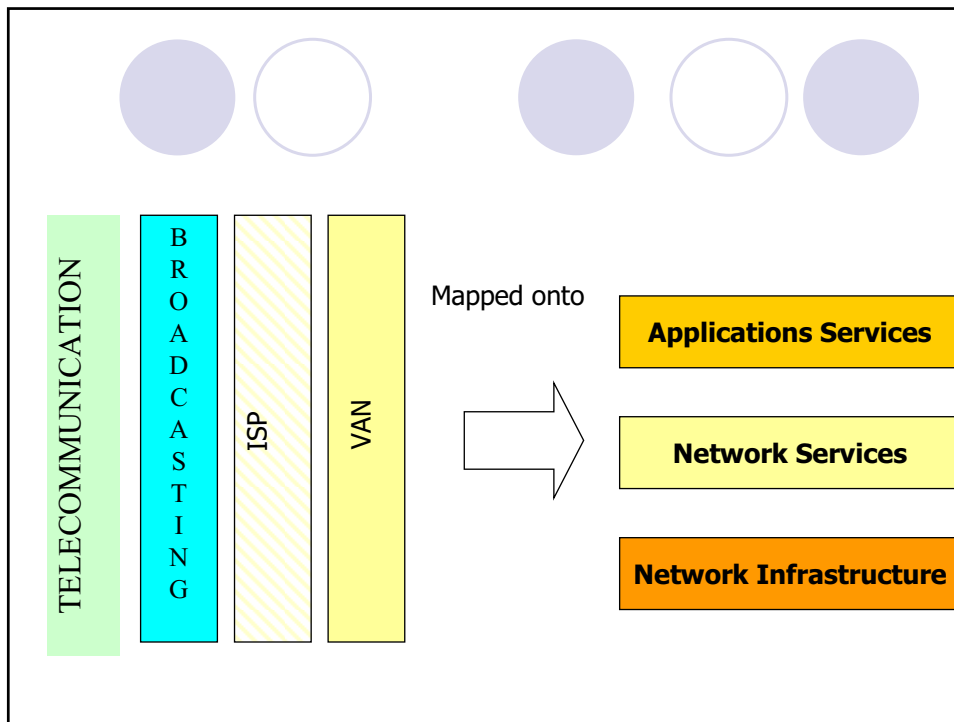 TELECOMMUNICATION
BROADCASTING
ISP
VAN
Mapped onto
Applications Services
Network Services
Network Infrastructure